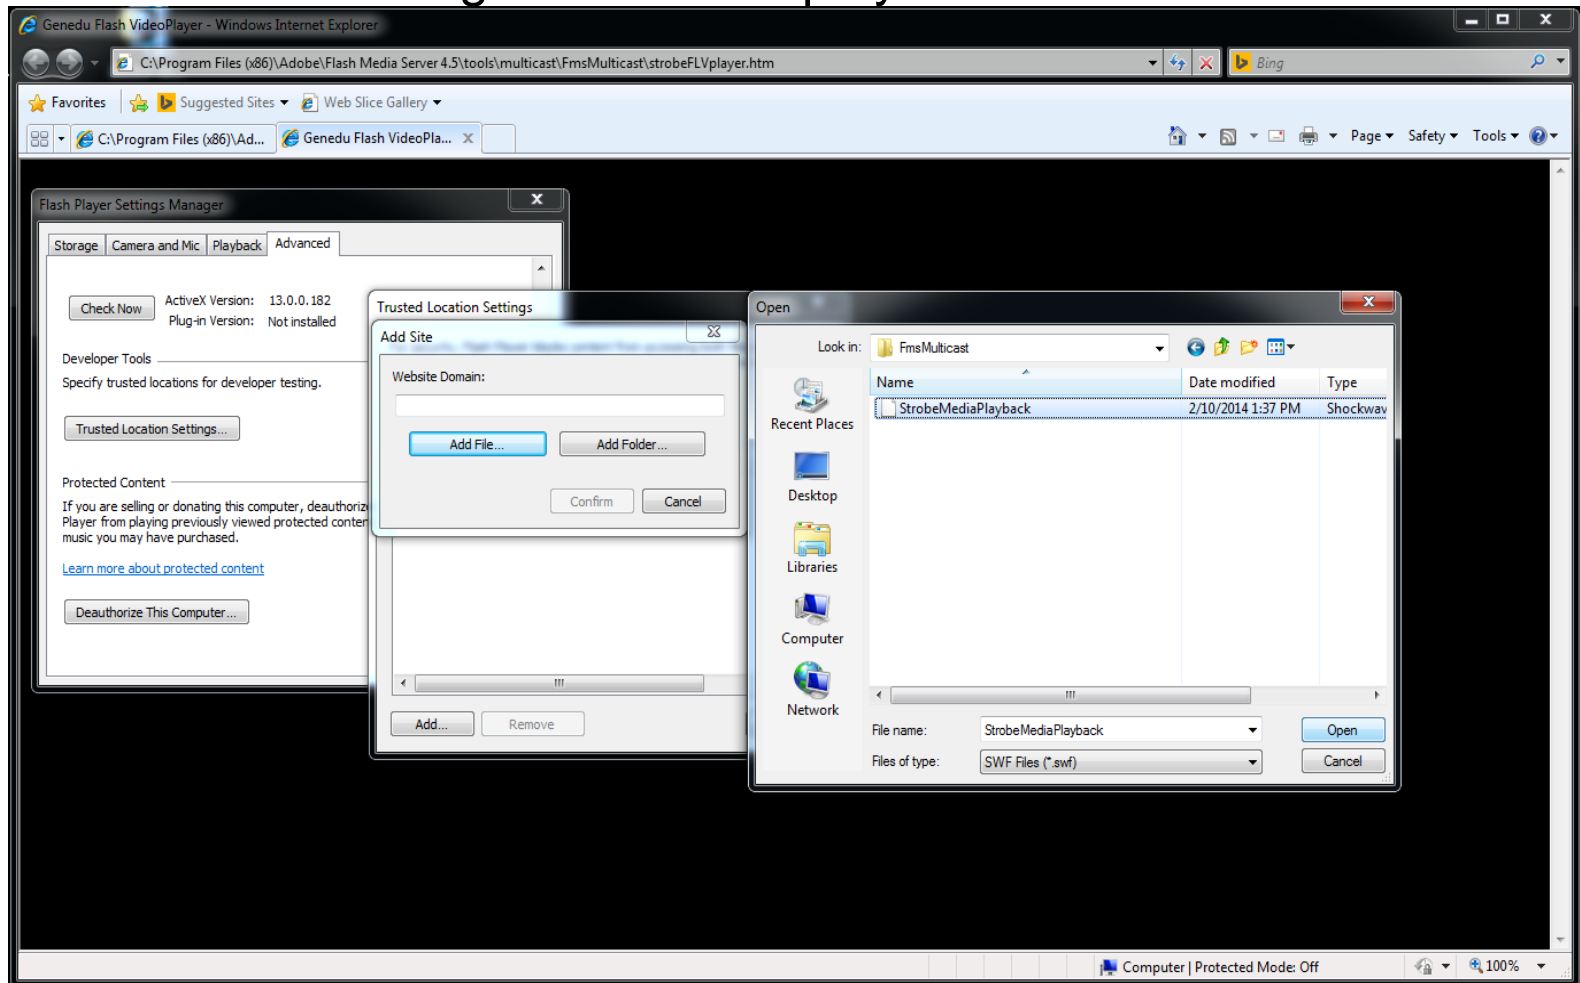 Genedu Flash VideoPlayer - Windows Internet Explorer
C:\Program Files (x86)\Adobe\Flash Media Server 4.5\tools\multicast\FmsMulticast\strobeFLVplayer.htm
Bing
Favorites Suggested Sites Web Slice Gallery
C:\Program Files (x86)\Ad... Genedu Flash VideoPla... x
Page Safety Tools
Flash Player Settings Manager
Storage Camera and Mic Playback Advanced
Check Now
ActiveX Version: 13.0.0.182
Plug-in Version: Not installed
Developer Tools
Specify trusted locations for developer testing.
Trusted Location Settings...
Protected Content
If you are selling or donating this computer, deauthoriz
Player from playing previously viewed protected conter
music you may have purchased.
Learn more about protected content
Deauthorize This Computer...
Trusted Location Settings
Add Site
Website Domain:
Add File... Add Folder...
Confirm Cancel
Add... Remove
Open
Look in: FmsMulticast
Name Date modified Type
StrobeMediaPlayback 2/10/2014 1:37 PM Shockwav
Recent Places
Desktop
Libraries
Computer
Network
File name: StrobeMediaPlayback Open
Files of type: SWF Files (*.swf) Cancel
Computer | Protected Mode: Off 100%